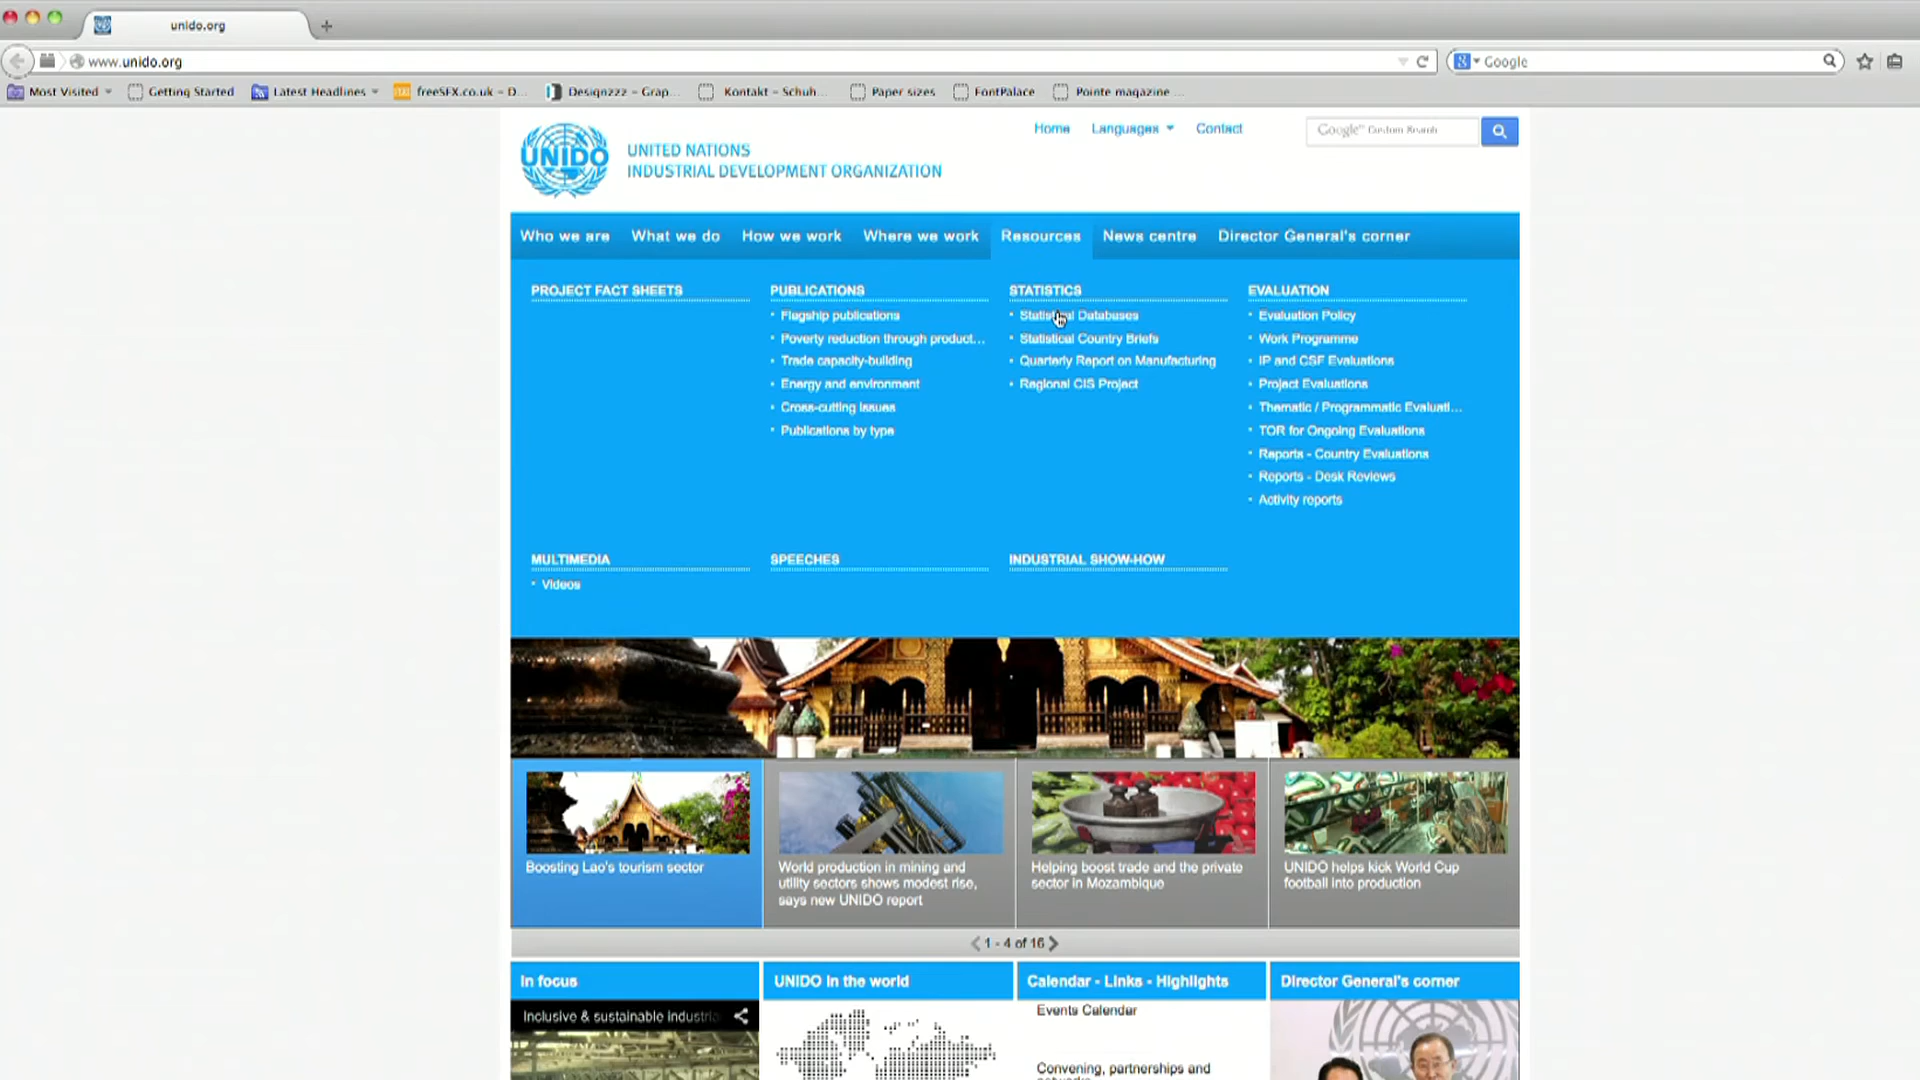 unido.org
www.unido.org
Google
Most Visited
Getting Started
Latest Headlines
freeSFX.co.uk – D...
Designzzz – Grap...
Kontakt – Schuh...
Paper sizes
FontPalace
Pointe magazine ...
Home
Languages
Contact
Google™ Custom Search
UNIDO
UNITED NATIONS
INDUSTRIAL DEVELOPMENT ORGANIZATION
Who we are
What we do
How we work
Where we work
Resources
News centre
Director General's corner
PROJECT FACT SHEETS
PUBLICATIONS
Flagship publications
Poverty reduction through product...
Trade capacity-building
Energy and environment
Cross-cutting issues
Publications by type
STATISTICS
Statistical Databases
Statistical Country Briefs
Quarterly Report on Manufacturing
Regional CIS Project
EVALUATION
Evaluation Policy
Work Programme
IP and CSF Evaluations
Project Evaluations
Thematic / Programmatic Evaluati...
TOR for Ongoing Evaluations
Reports - Country Evaluations
Reports - Desk Reviews
Activity reports
MULTIMEDIA
Videos
SPEECHES
INDUSTRIAL SHOW-HOW
Boosting Lao's tourism sector
World production in mining and
utility sectors shows modest rise,
says new UNIDO report
Helping boost trade and the private
sector in Mozambique
UNIDO helps kick World Cup
football into production
1 - 4 of 16
In focus
UNIDO in the world
Calendar - Links - Highlights
Director General's corner
Inclusive & sustainable industria
Events Calendar
Convening, partnerships and